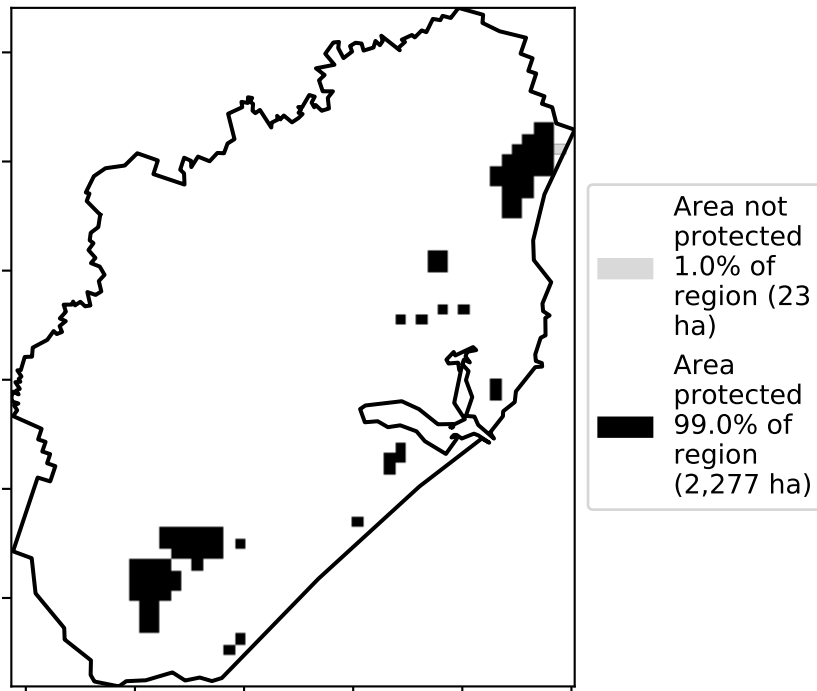 Area not
protected
1.0% of
region (23
ha)
Area
protected
99.0% of
region
(2,277 ha)